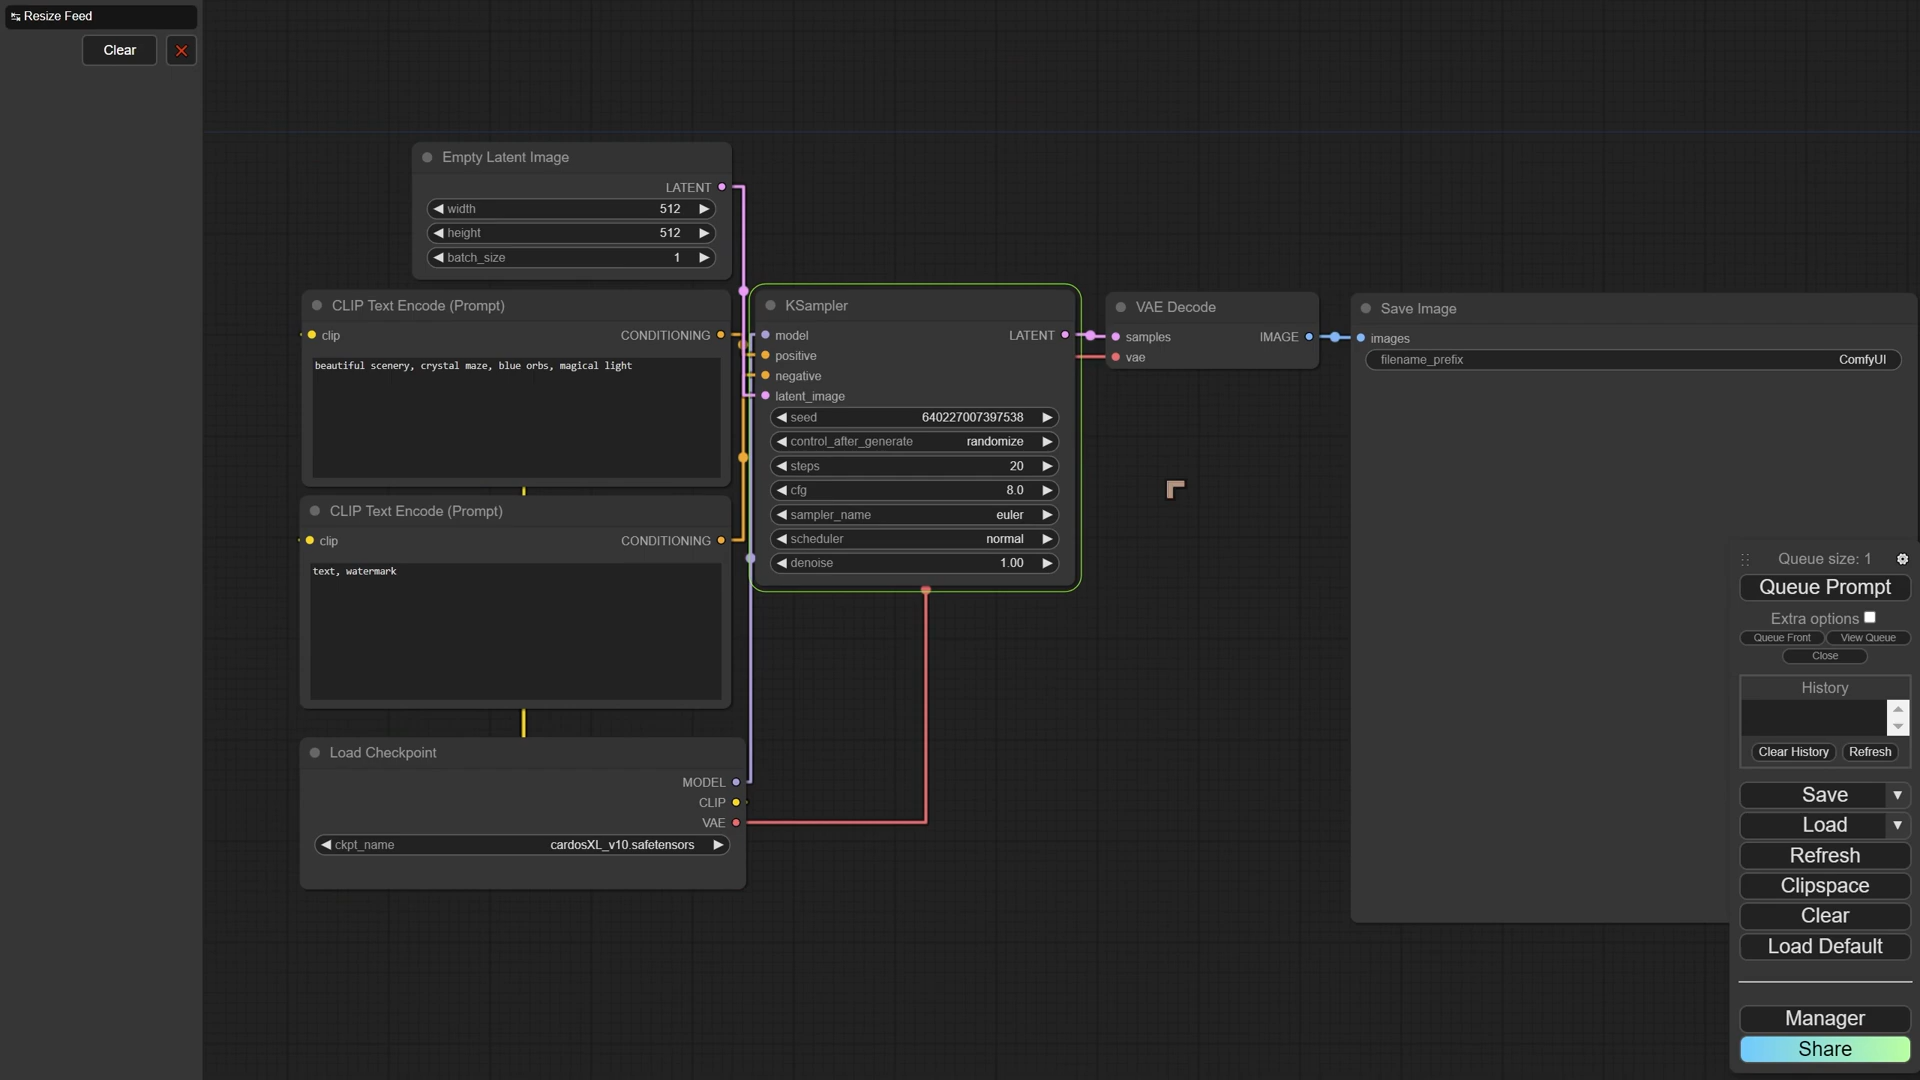 Resize Feed
Clear
Empty Latent Image
LATENT
width 512
height 512
batch_size 1
CLIP Text Encode (Prompt)
clip CONDITIONING
beautiful scenery, crystal maze, blue orbs, magical light
CLIP Text Encode (Prompt)
clip CONDITIONING
text, watermark
Load Checkpoint
MODEL
CLIP
VAE
ckpt_name cardosXL_v10.safetensors
KSampler
model LATENT
positive
negative
latent_image
seed 640227007397538
control_after_generate randomize
steps 20
cfg 8.0
sampler_name euler
scheduler normal
denoise 1.00
VAE Decode
samples IMAGE
vae
Save Image
images
filename_prefix ComfyUI
Queue size: 1
Queue Prompt
Extra options
Queue Front View Queue
Close
History
Clear History Refresh
Save
Load
Refresh
Clipspace
Clear
Load Default
Manager
Share